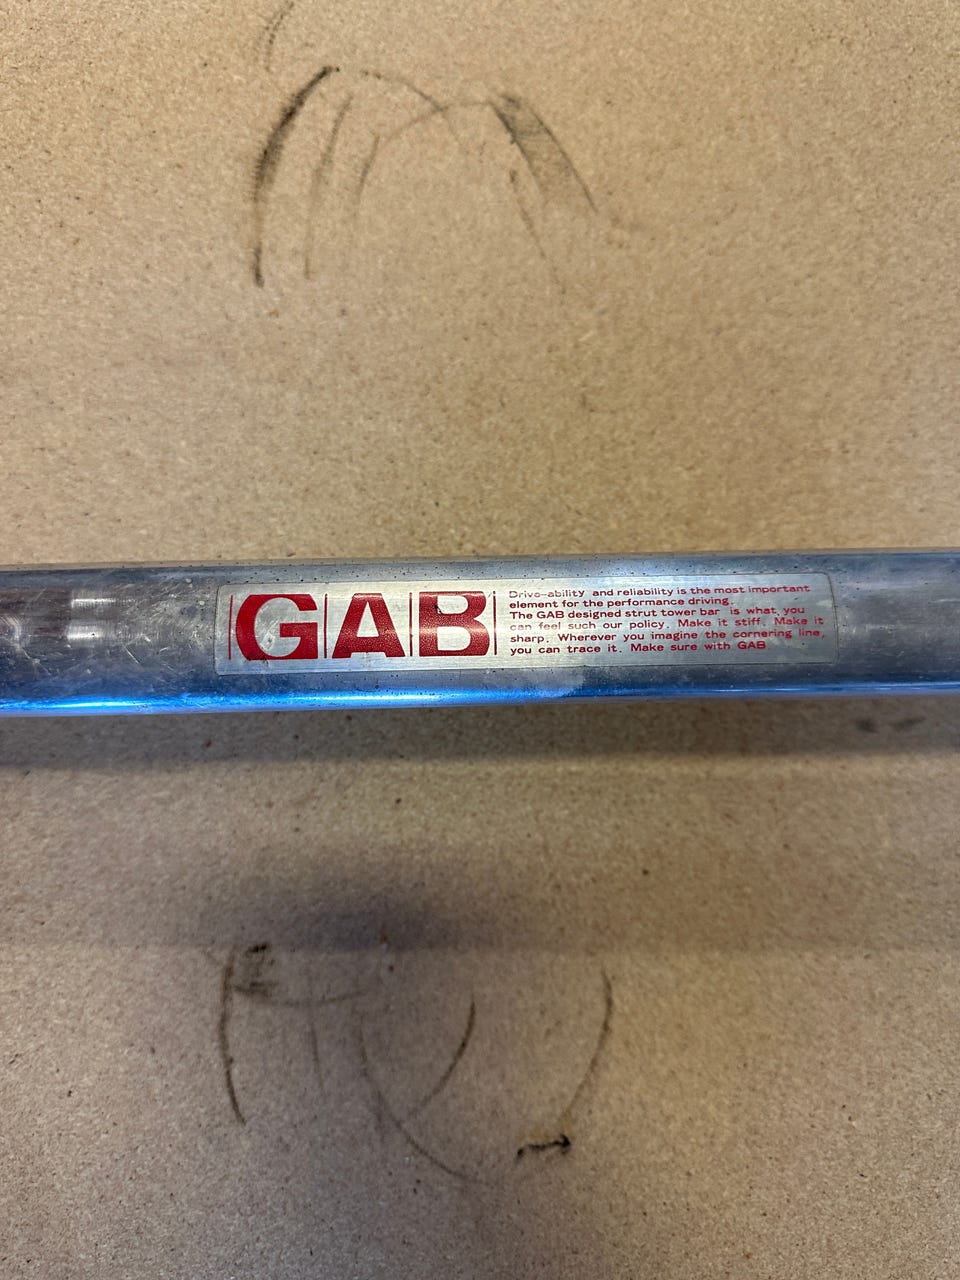 GAB
Drive-ability and reliability is the most important
element for the performance driving.
The GAB designed strut tower bar is what you
can feel such our policy. Make it stiff. Make it
sharp. Wherever you imagine the cornering line,
you can trace it. Make sure with GAB